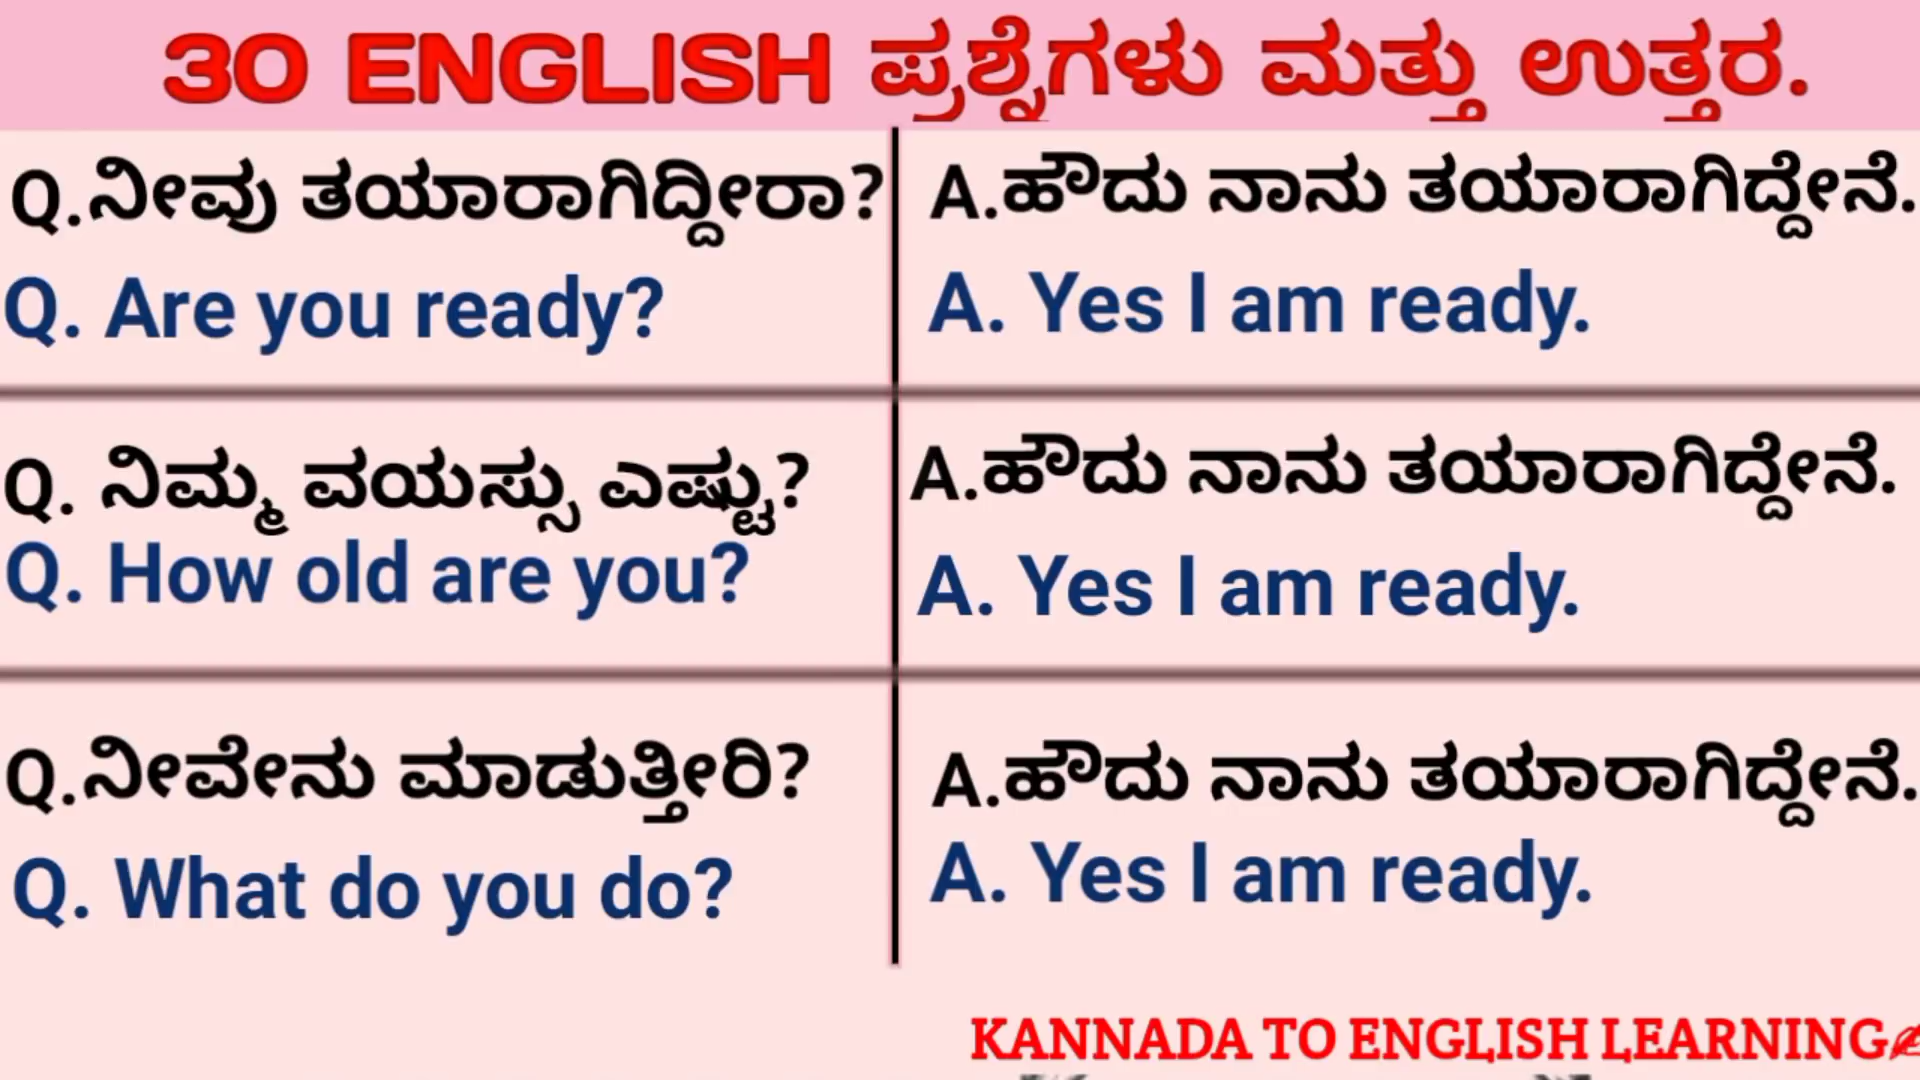 30 ENGLISH ಪ್ರಶ್ನೆಗಳು ಮತ್ತು ಉತ್ತರ.
Q.ನೀವು ತಯಾರಾಗಿದ್ದೀರಾ?
Q. Are you ready?
A.ಹೌದು ನಾನು ತಯಾರಾಗಿದ್ದೇನೆ.
A. Yes I am ready.
Q. ನಿಮ್ಮ ವಯಸ್ಸು ಎಷ್ಟು?
Q. How old are you?
A.ಹೌದು ನಾನು ತಯಾರಾಗಿದ್ದೇನೆ.
A. Yes I am ready.
Q.ನೀವೇನು ಮಾಡುತ್ತೀರಿ?
Q. What do you do?
A.ಹೌದು ನಾನು ತಯಾರಾಗಿದ್ದೇನೆ.
A. Yes I am ready.
KANNADA TO ENGLISH LEARNING✍